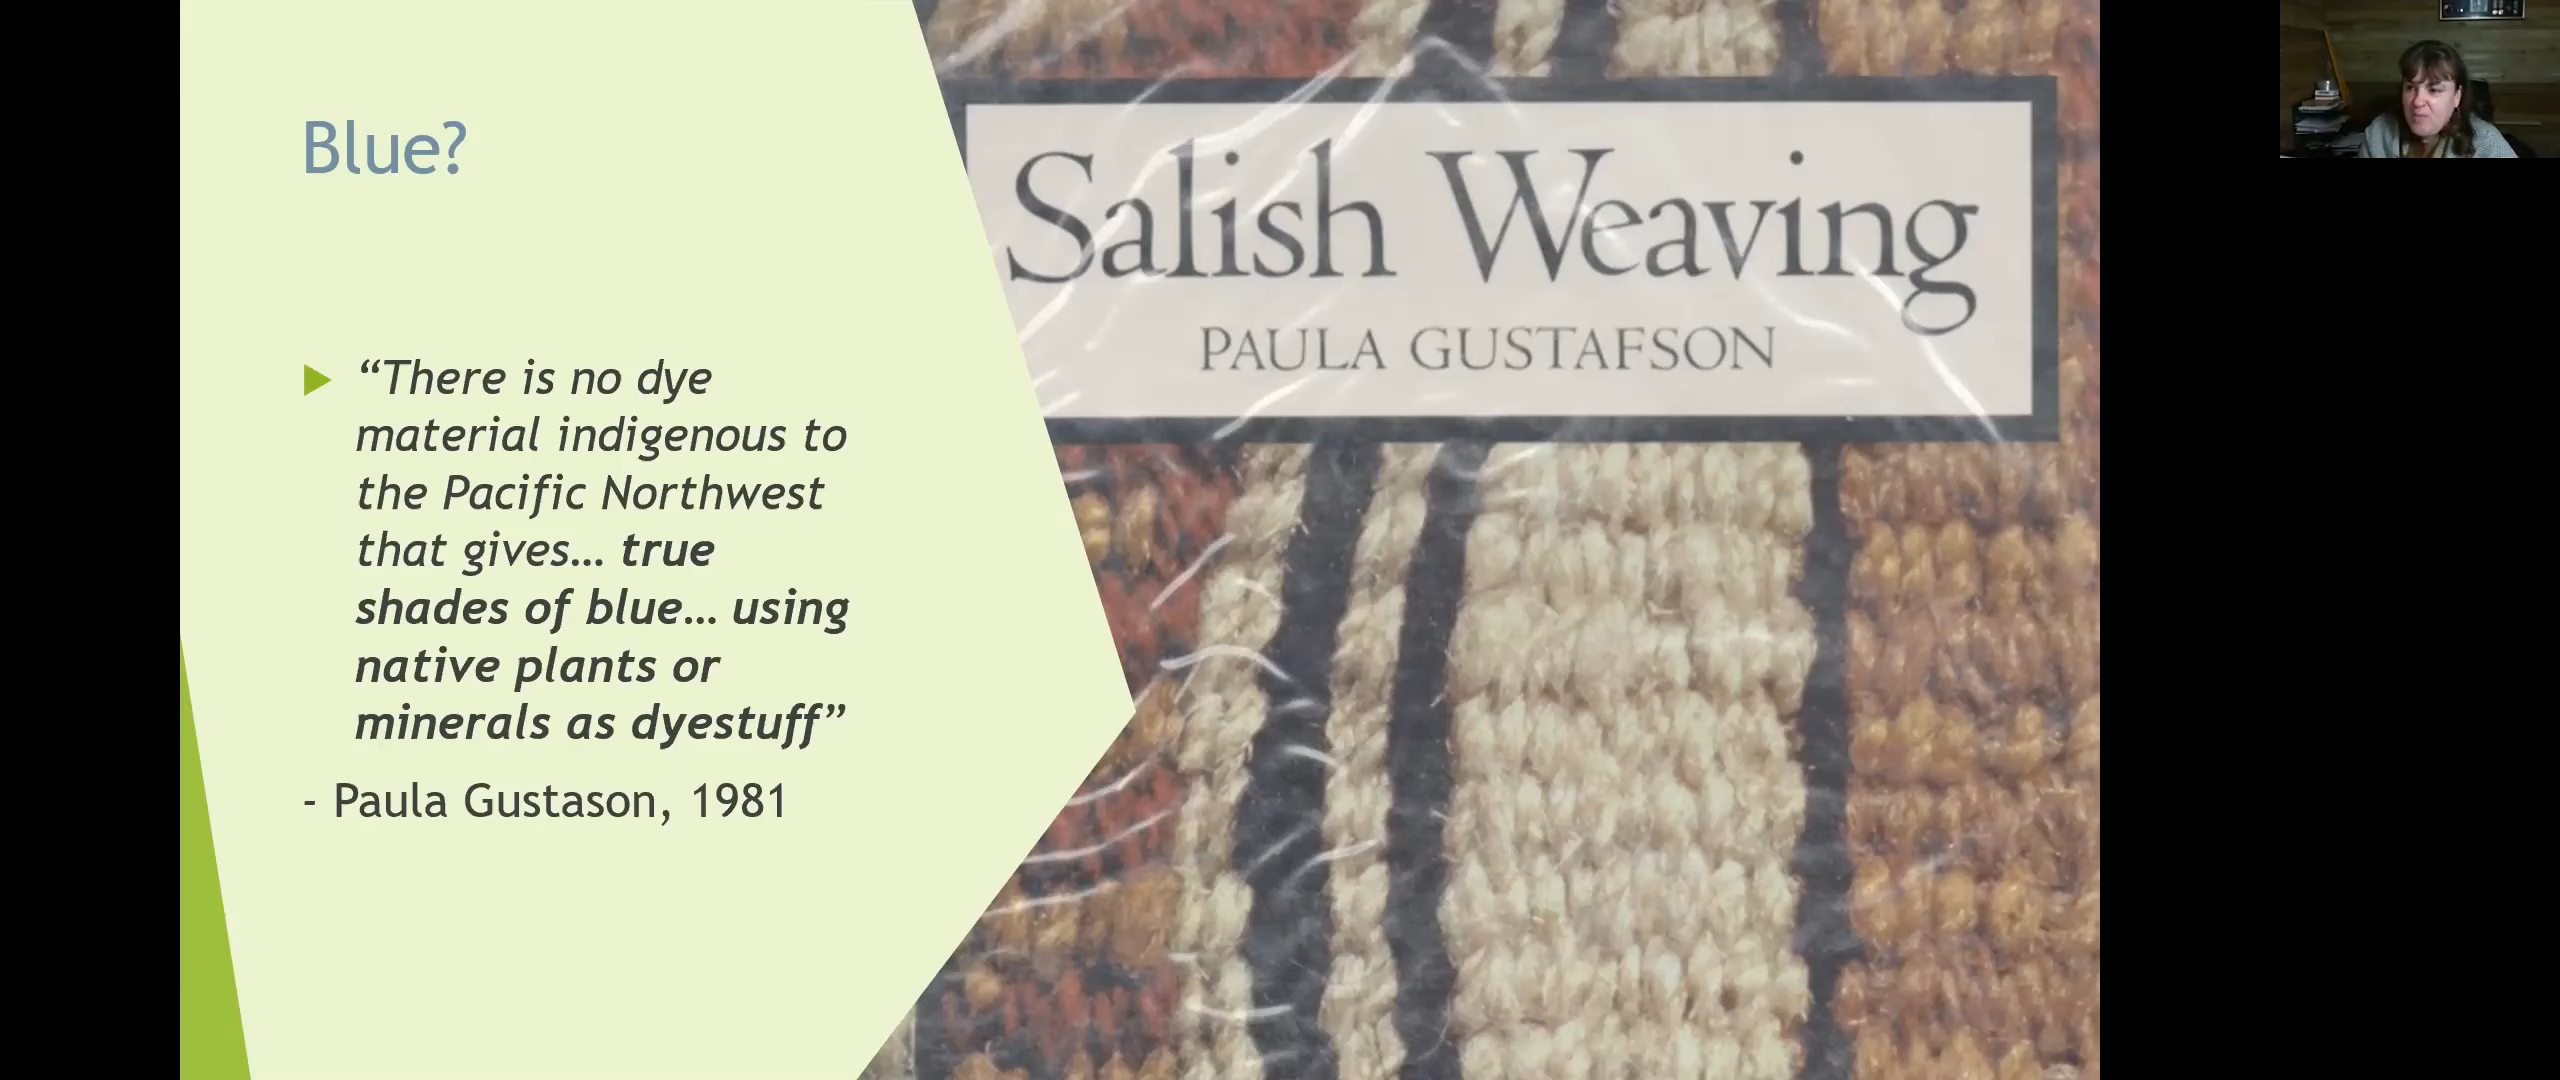 Blue?
“There is no dye
material indigenous to
the Pacific Northwest
that gives… true
shades of blue… using
native plants or
minerals as dyestuff”
- Paula Gustason, 1981
Salish Weaving
PAULA GUSTAFSON